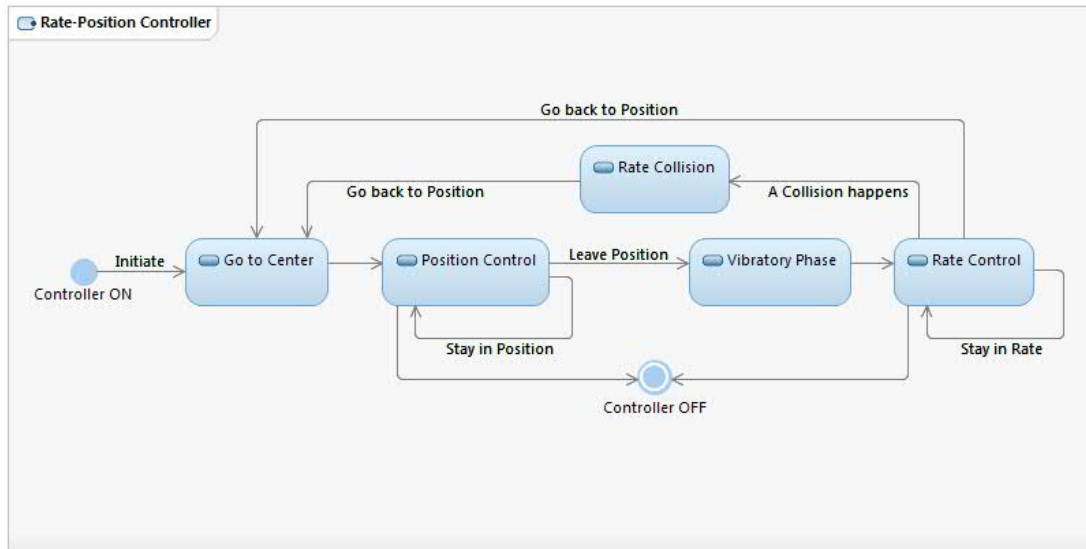 Rate-Position Controller
Go back to Position
Rate Collision
Go back to Position
A Collision happens
Initiate
Go to Center
Position Control
Leave Position
Vibratory Phase
Rate Control
Controller ON
Stay in Position
Stay in Rate
Controller OFF